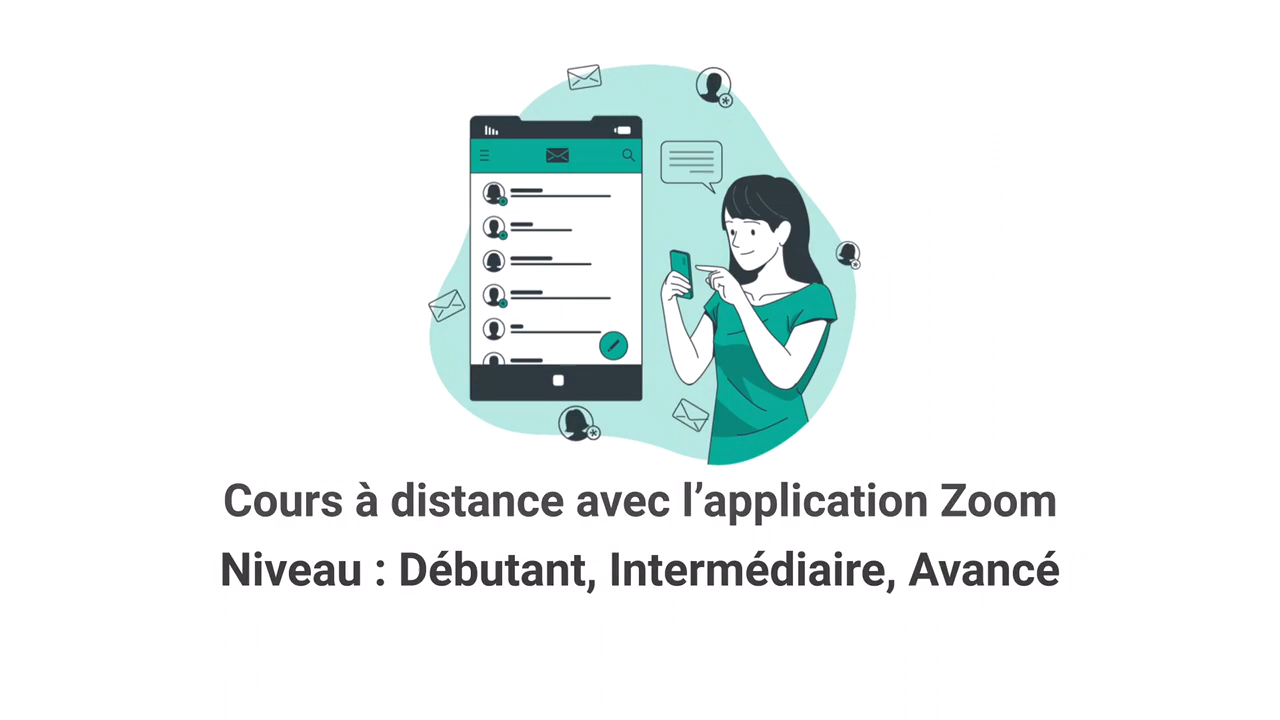 Cours à distance avec l’application Zoom
Niveau : Débutant, Intermédiaire, Avancé